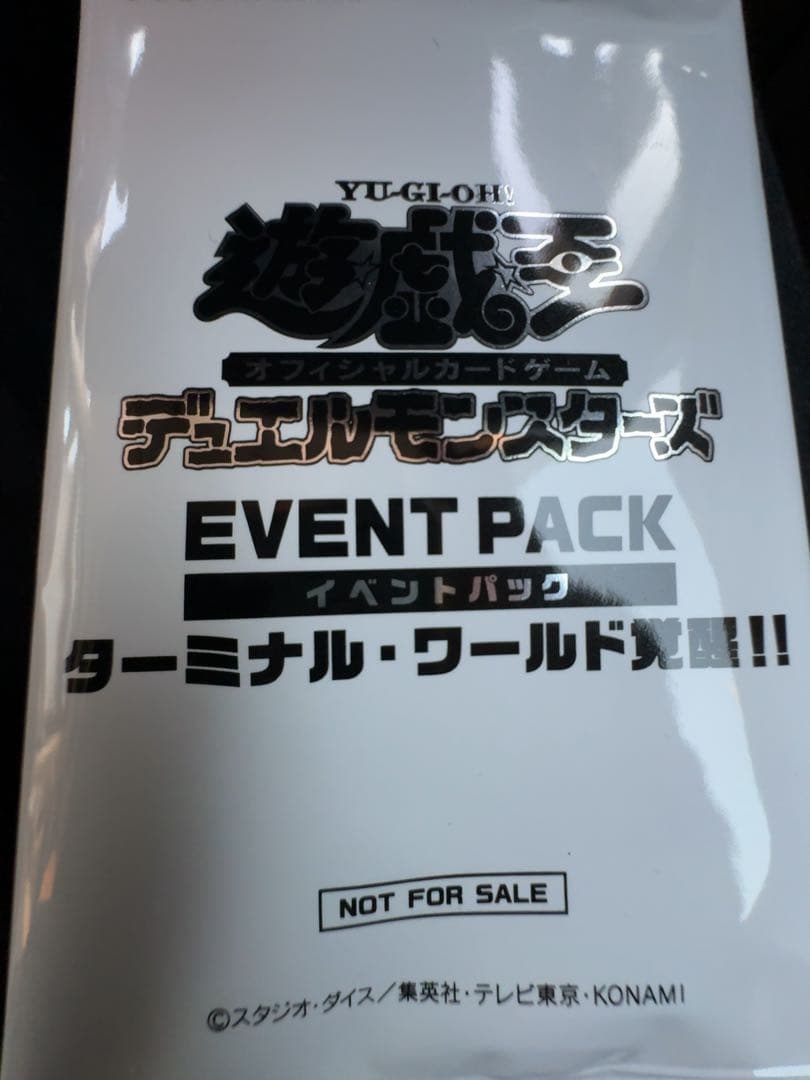 YU-GI-OH!
遊戯王
オフィシャルカードゲーム
デュエルモンスターズ
EVENT PACK
イベントパック
ターミナル・ワールド覚醒!!
NOT FOR SALE
©スタジオ・ダイス/集英社・テレビ東京・KONAMI